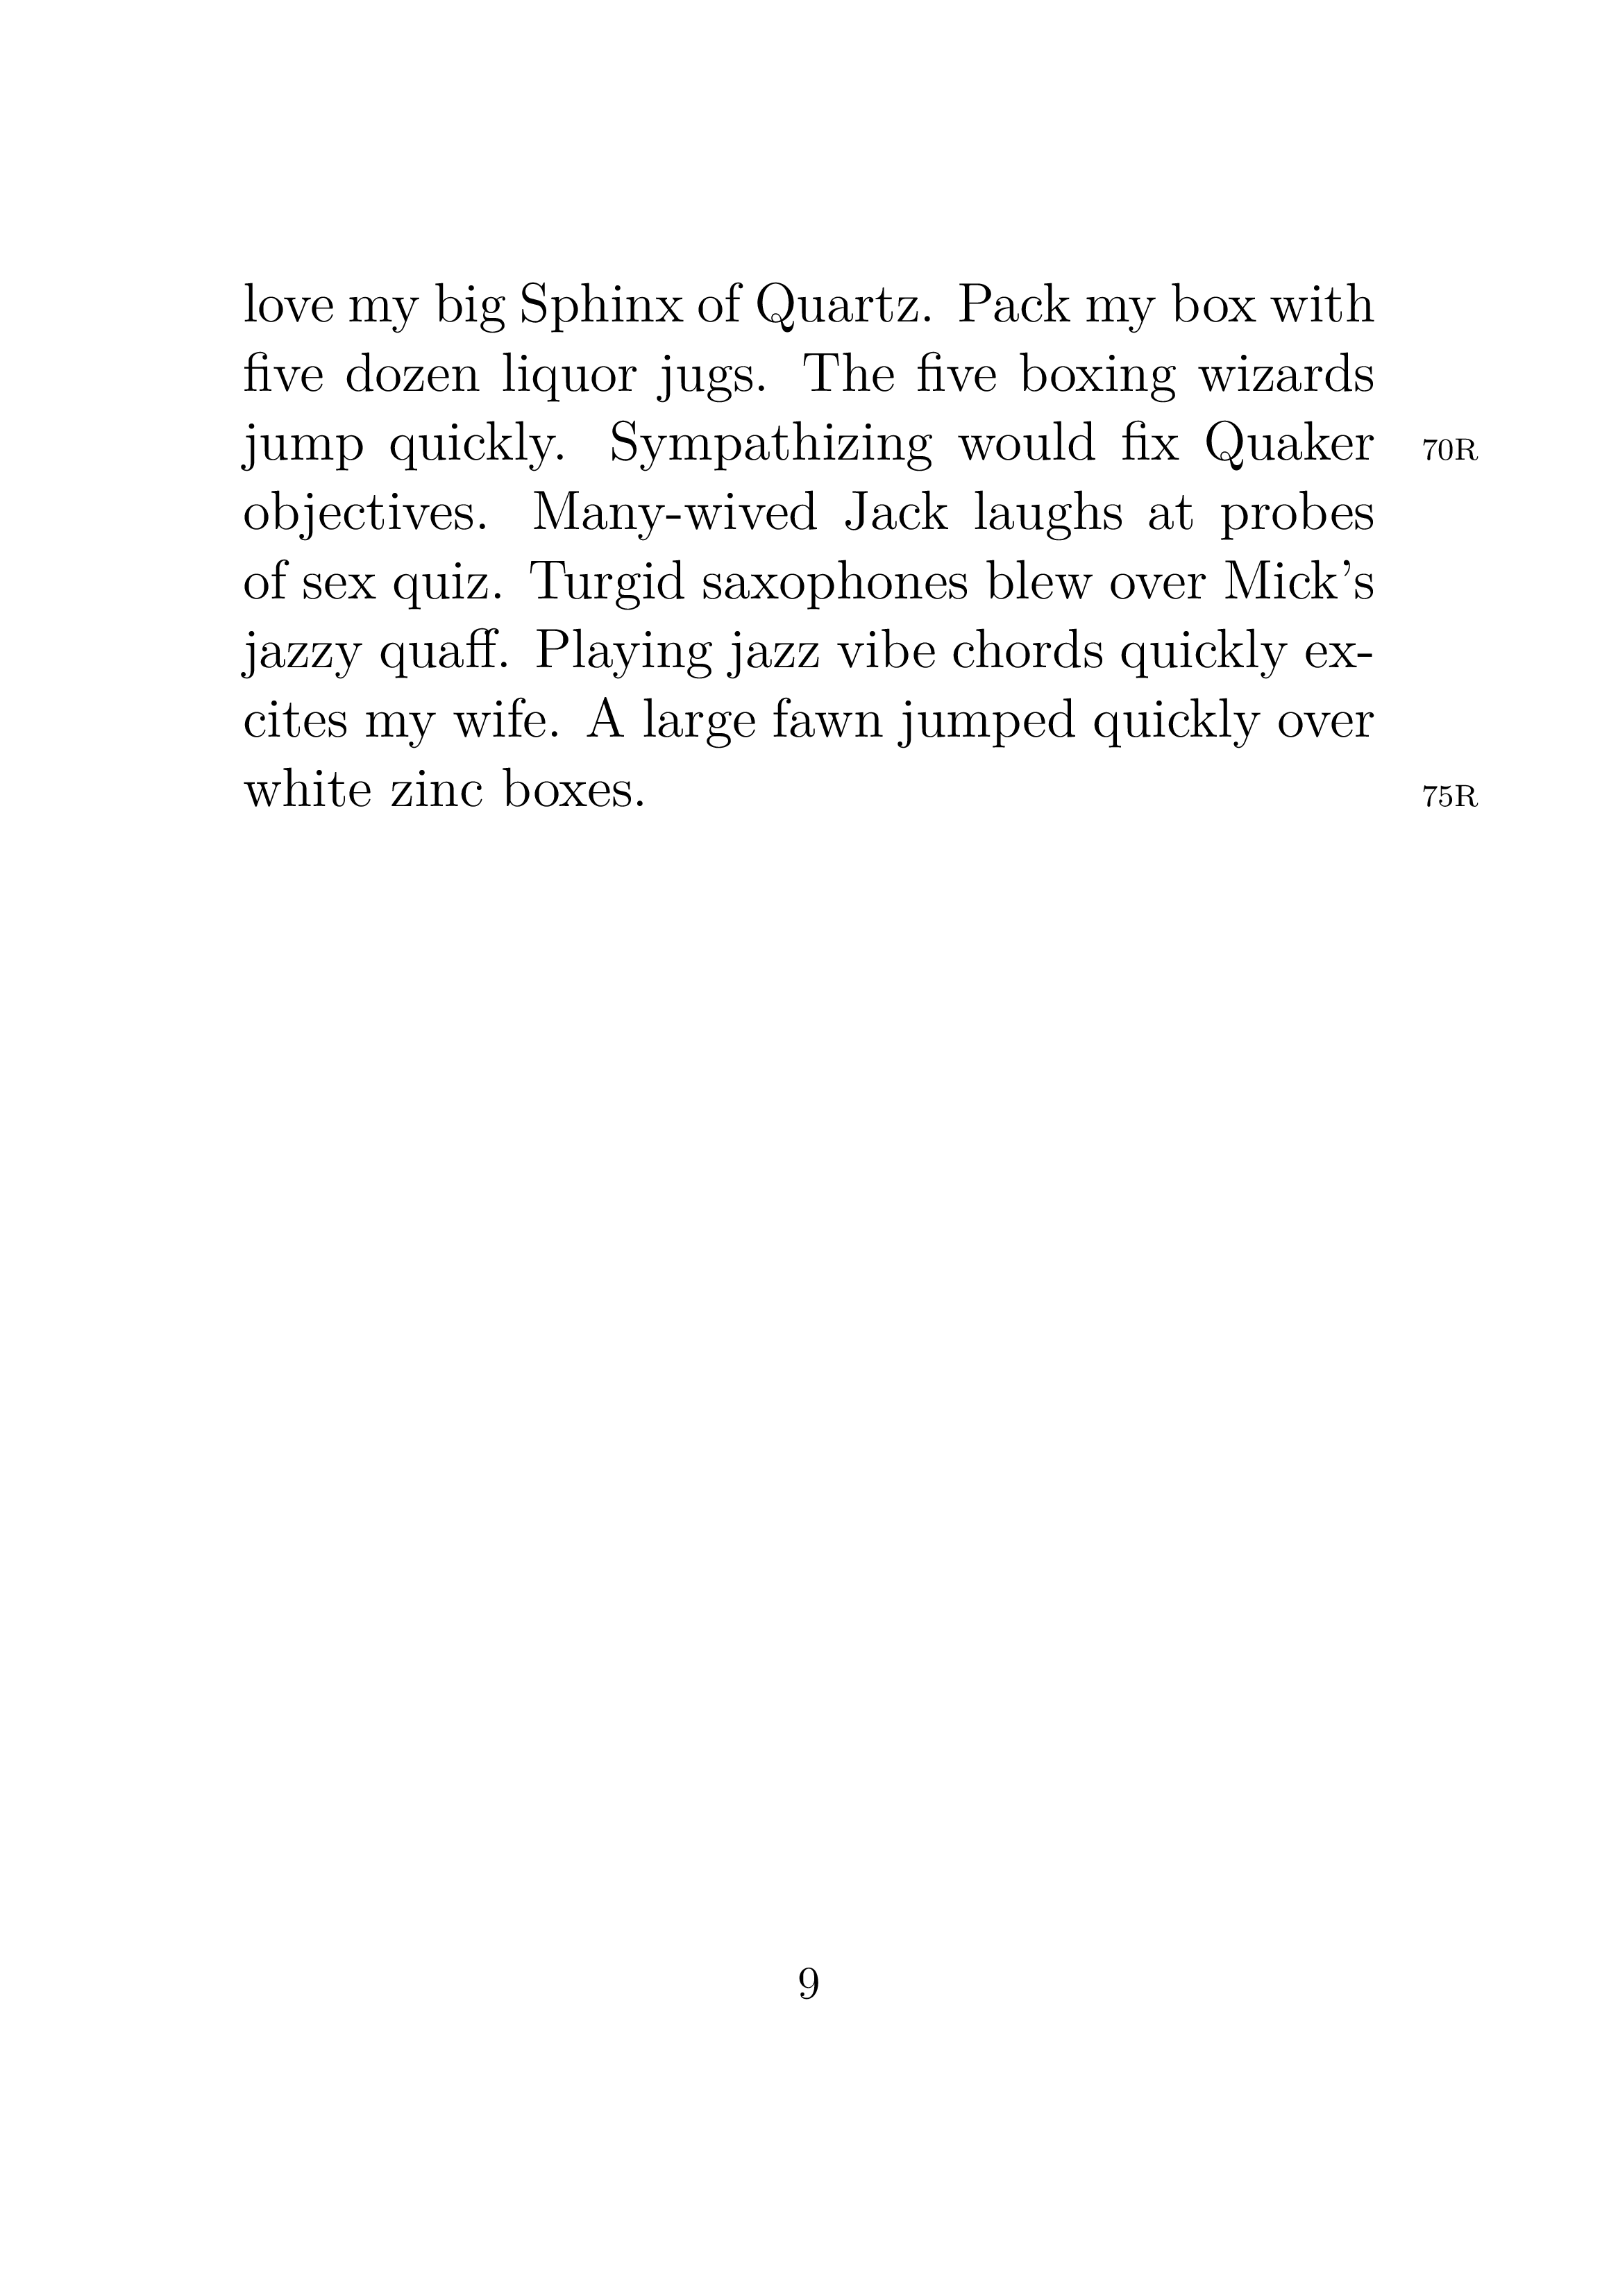 love my big Sphinx of Quartz. Pack my box with
five dozen liquor jugs. The five boxing wizards
jump quickly. Sympathizing would fix Quaker 70R
objectives. Many-wived Jack laughs at probes
of sex quiz. Turgid saxophones blew over Mick's
jazzy quaff. Playing jazz vibe chords quickly ex-
cites my wife. A large fawn jumped quickly over
white zinc boxes. 75R
9